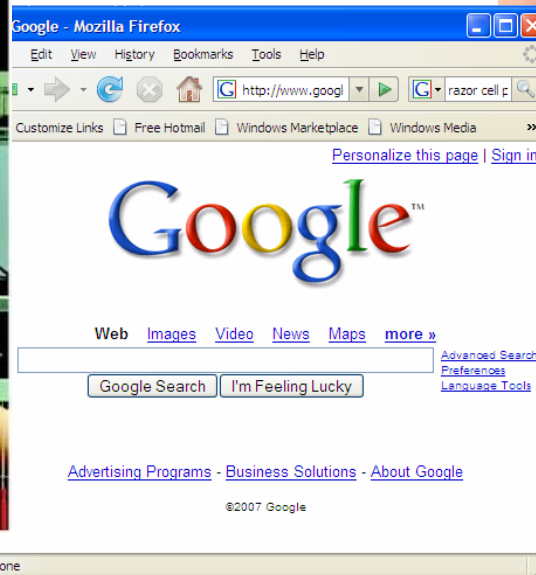 Google - Mozilla Firefox
Edit View History Bookmarks Tools Help
G http://www.googl G razor cell p
Customize Links Free Hotmail Windows Marketplace Windows Media »
Personalize this page | Sign in
Google™
Web Images Video News Maps more »
Advanced Search
Preferences
Google Search I'm Feeling Lucky Language Tools
Advertising Programs - Business Solutions - About Google
©2007 Google
one